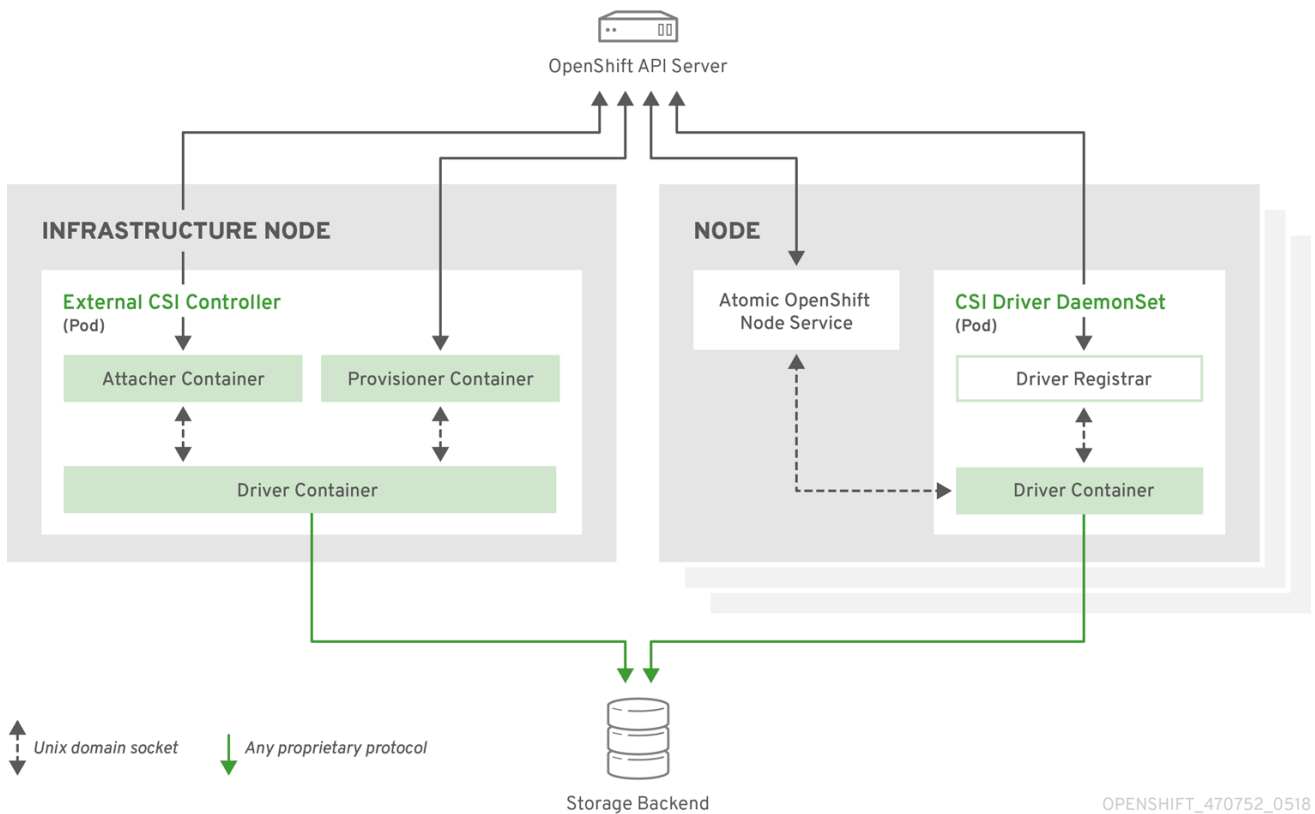 OpenShift API Server
INFRASTRUCTURE NODE
External CSI Controller
(Pod)
Attacher Container
Provisioner Container
Driver Container
NODE
Atomic OpenShift
Node Service
CSI Driver DaemonSet
(Pod)
Driver Registrar
Driver Container
Unix domain socket
Any proprietary protocol
Storage Backend
OPENSHIFT_470752_0518